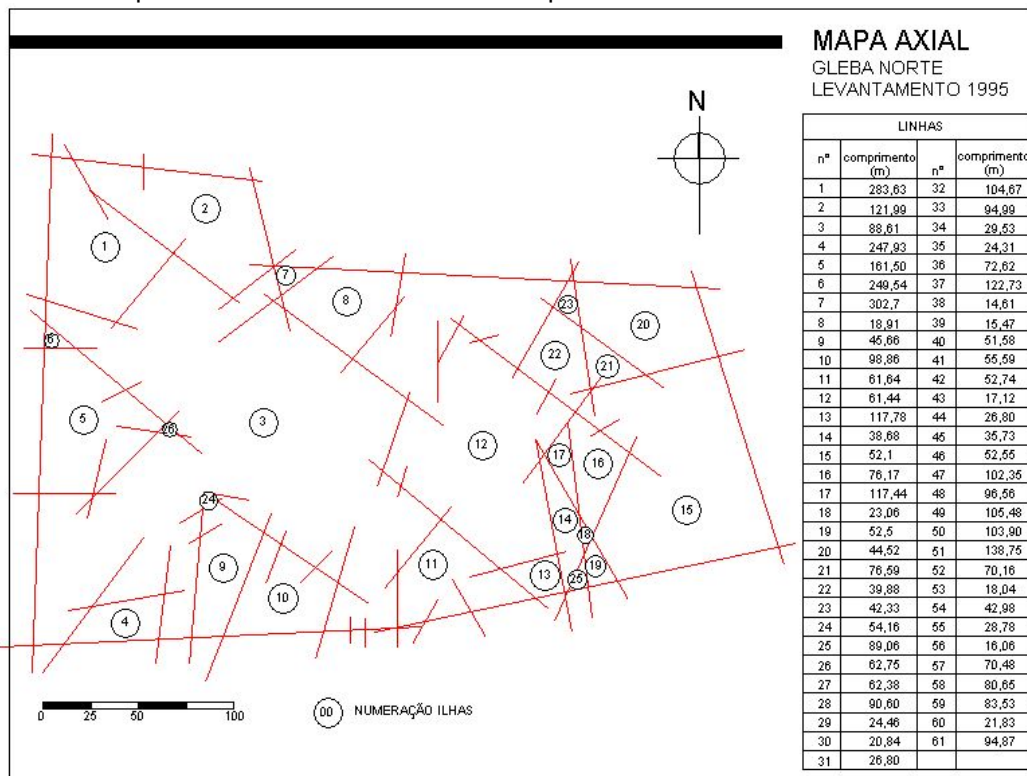 MAPA AXIAL
GLEBA NORTE
LEVANTAMENTO 1995
N
LINHAS
nº comprimento (m) nº comprimento (m)
1 283,63 32 104,67
2 121,99 33 94,99
3 88,61 34 29,53
4 247,93 35 24,31
5 161,50 36 72,62
6 249,54 37 122,73
7 302,7 38 14,61
8 18,91 39 15,47
9 45,66 40 51,58
10 98,86 41 55,59
11 61,64 42 52,74
12 61,44 43 17,12
13 117,78 44 26,80
14 38,68 45 35,73
15 52,1 46 52,55
16 76,17 47 102,35
17 117,44 48 96,56
18 23,06 49 105,48
19 52,5 50 103,90
20 44,52 51 138,75
21 76,59 52 70,16
22 39,88 53 18,04
23 42,33 54 42,98
24 54,16 55 28,78
25 89,06 56 16,06
26 62,75 57 70,48
27 62,38 58 80,65
28 90,60 59 83,53
29 24,46 60 21,83
30 20,84 61 94,87
31 26,80
2
1
7
8
23
20
6
22
21
5
26
3
12
17
16
24
15
14
18
9
11
13
19
25
10
4
0 25 50 100
00 NUMERAÇÃO ILHAS